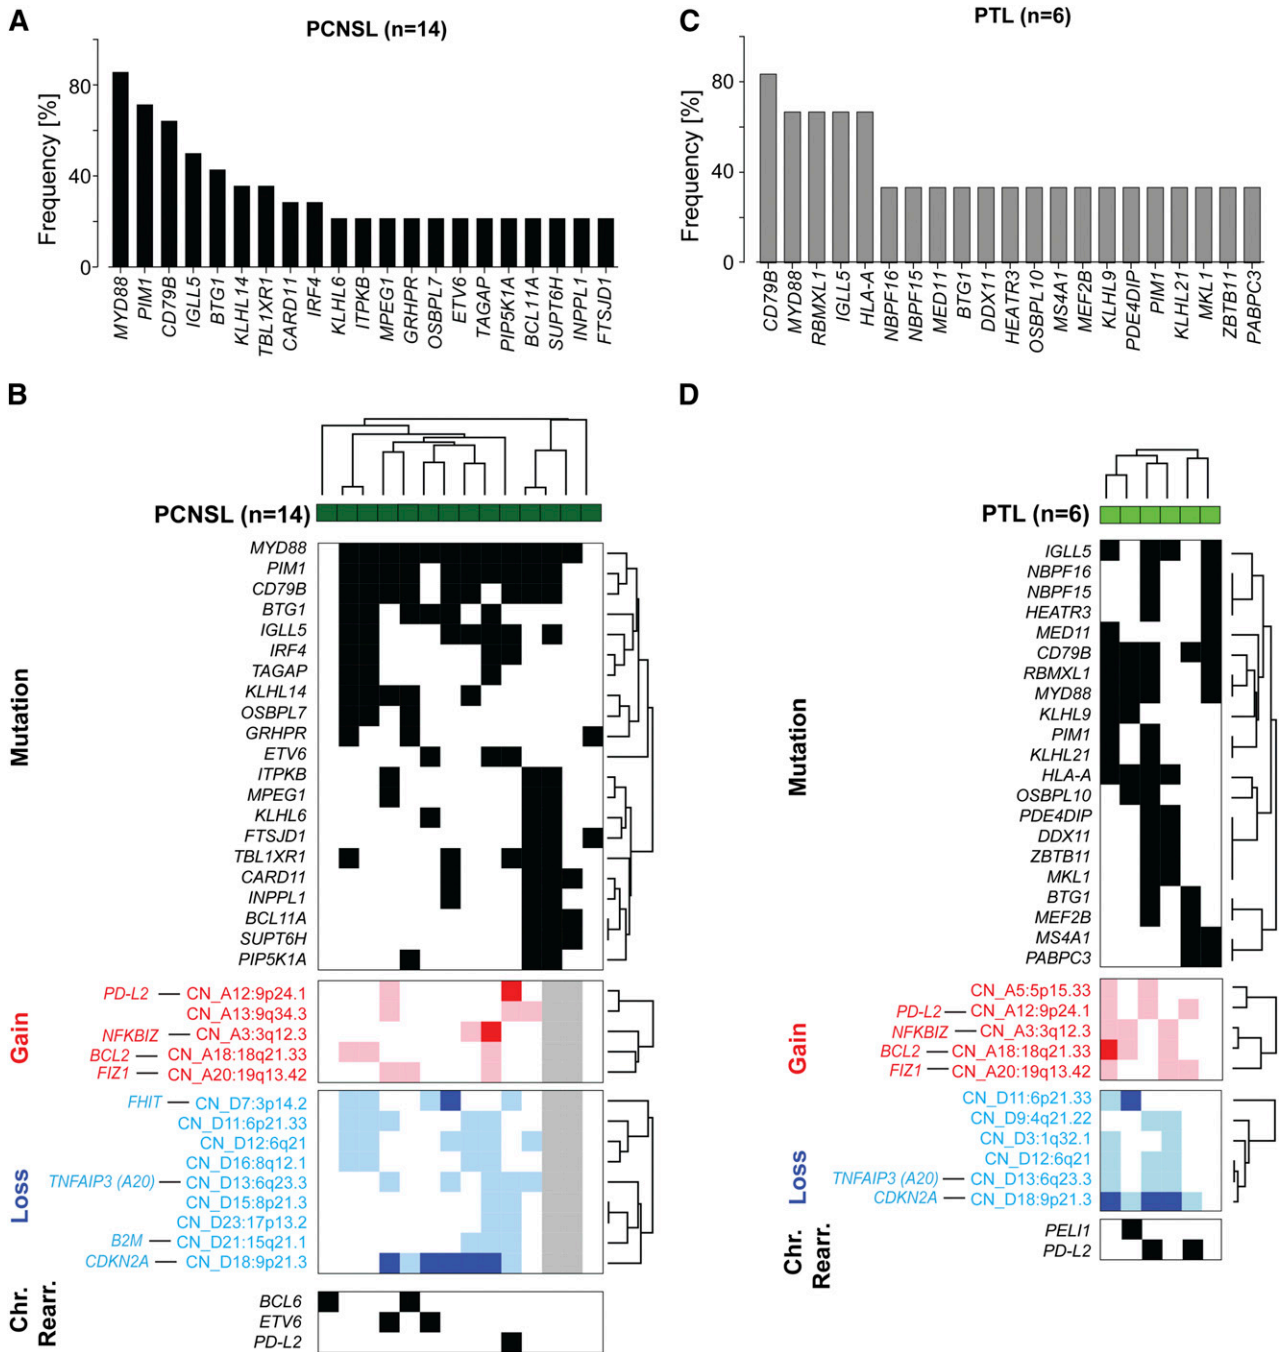 A
PCNSL (n=14)
Frequency [%]
80
40
0
MYD88
PIM1
CD79B
IGLL5
BTG1
KLHL14
TBL1XR1
CARD11
IRF4
KLHL6
ITPKB
MPEG1
GRHPR
OSBPL7
ETV6
TAGAP
PIP5K1A
BCL11A
SUPT6H
INPPL1
FTSJD1
C
PTL (n=6)
Frequency [%]
80
40
0
CD79B
MYD88
RBMXL1
IGLL5
HLA-A
NBPF16
NBPF15
MED11
BTG1
DDX11
HEATR3
OSBPL10
MS4A1
MEF2B
KLHL9
PDE4DIP
PIM1
KLHL21
MKL1
ZBTB11
PABPC3
B
PCNSL (n=14)
Mutation
MYD88
PIM1
CD79B
BTG1
IGLL5
IRF4
TAGAP
KLHL14
OSBPL7
GRHPR
ETV6
ITPKB
MPEG1
KLHL6
FTSJD1
TBL1XR1
CARD11
INPPL1
BCL11A
SUPT6H
PIP5K1A
Gain
PD-L2 — CN_A12:9p24.1
CN_A13:9q34.3
NFKBIZ — CN_A3:3q12.3
BCL2 — CN_A18:18q21.33
FIZ1 — CN_A20:19q13.42
Loss
FHIT — CN_D7:3p14.2
CN_D11:6p21.33
CN_D12:6q21
CN_D16:8q12.1
TNFAIP3 (A20) — CN_D13:6q23.3
CN_D15:8p21.3
CN_D23:17p13.2
B2M — CN_D21:15q21.1
CDKN2A — CN_D18:9p21.3
Chr.
Rearr.
BCL6
ETV6
PD-L2
D
PTL (n=6)
Mutation
IGLL5
NBPF16
NBPF15
HEATR3
MED11
CD79B
RBMXL1
MYD88
KLHL9
PIM1
KLHL21
HLA-A
OSBPL10
PDE4DIP
DDX11
ZBTB11
MKL1
BTG1
MEF2B
MS4A1
PABPC3
Gain
CN_A5:5p15.33
PD-L2 — CN_A12:9p24.1
NFKBIZ — CN_A3:3q12.3
BCL2 — CN_A18:18q21.33
FIZ1 — CN_A20:19q13.42
Loss
CN_D11:6p21.33
CN_D9:4q21.22
CN_D3:1q32.1
CN_D12:6q21
TNFAIP3 (A20) — CN_D13:6q23.3
CDKN2A — CN_D18:9p21.3
Chr.
Rearr.
PELI1
PD-L2